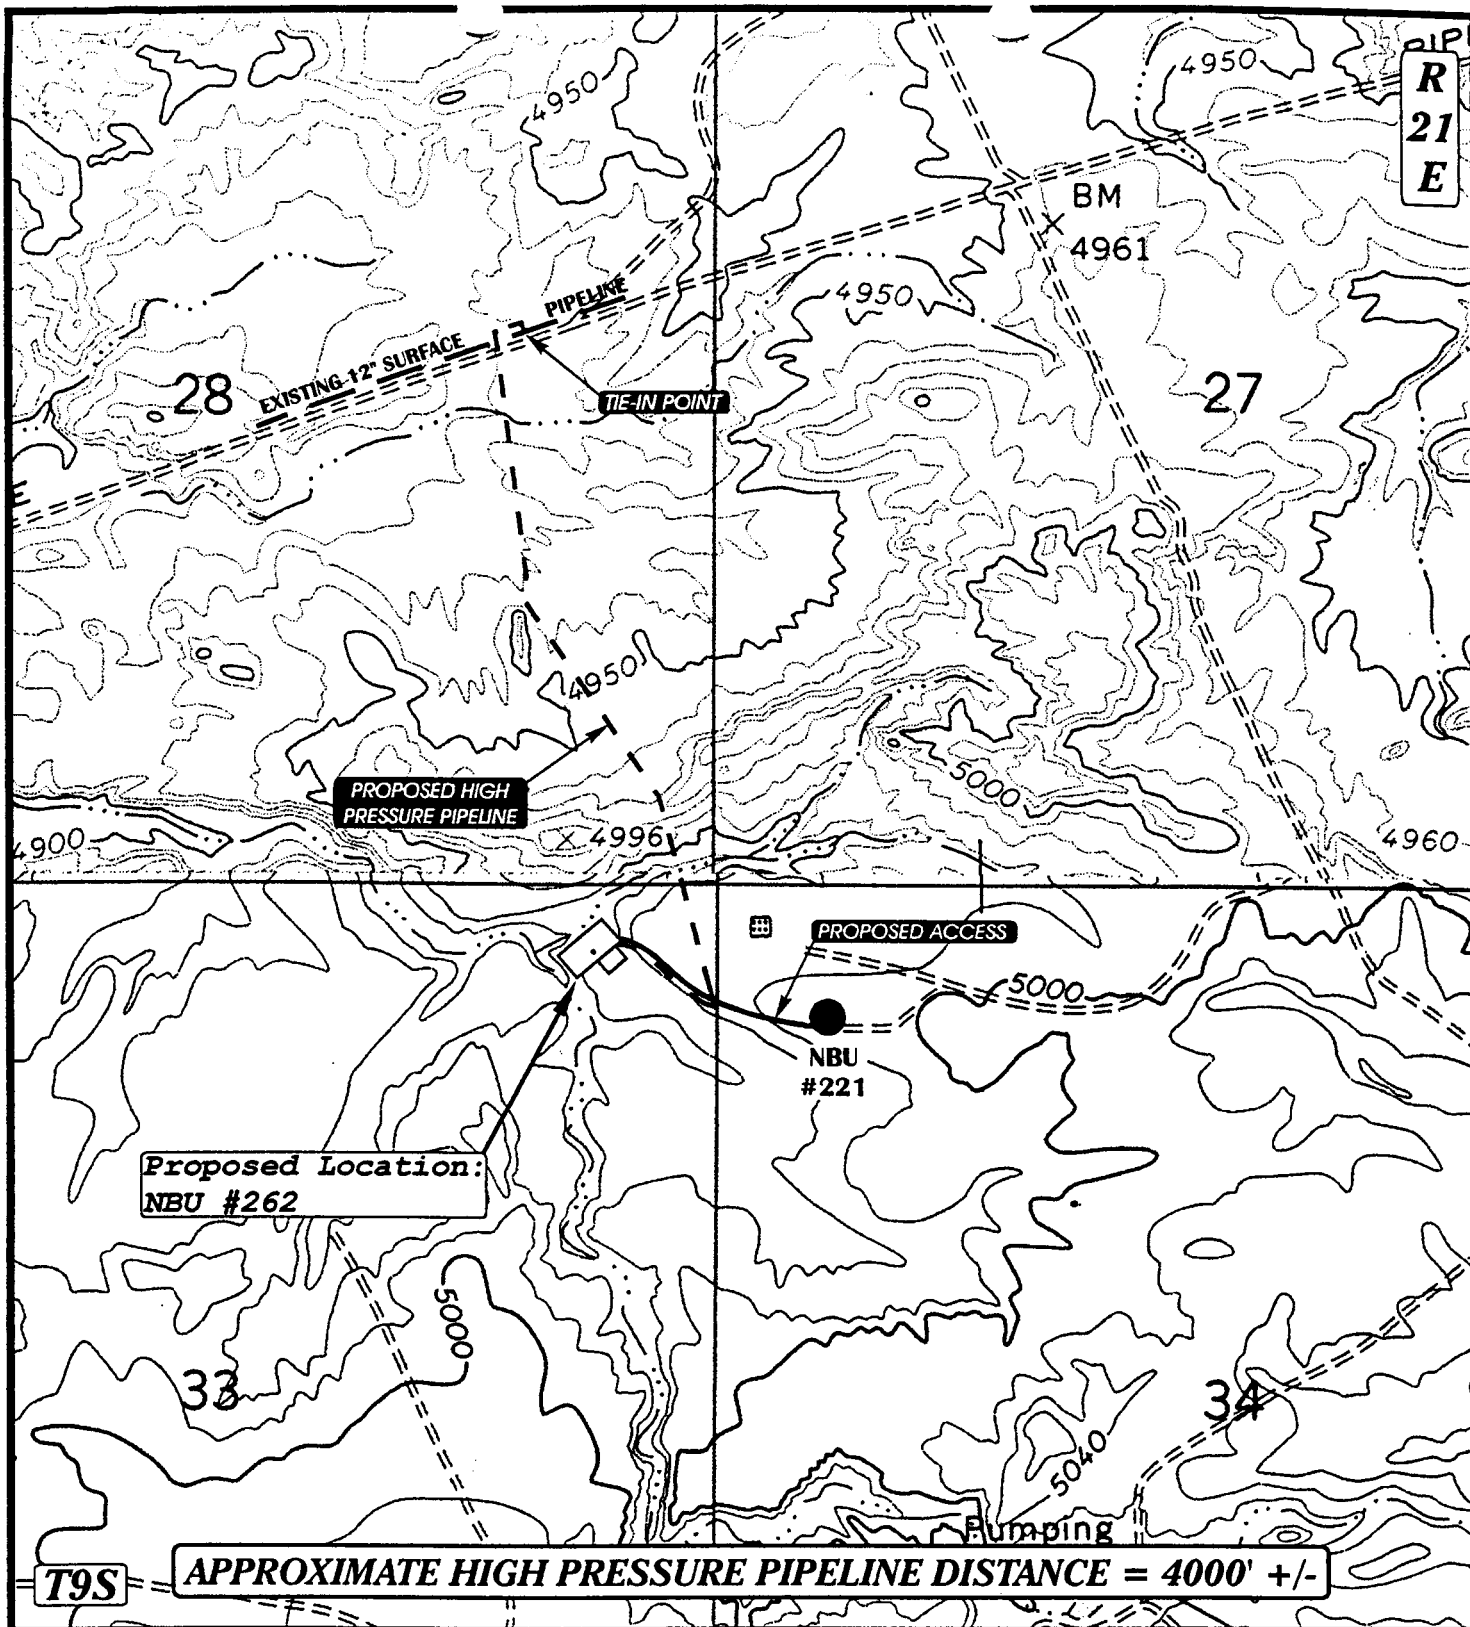 4950
4950
R
21
E
BM
4961
4950
PIPELINE
EXISTING 12" SURFACE
28
TIE-IN POINT
27
4950
PROPOSED HIGH
PRESSURE PIPELINE
5000
4900
4996
4960
PROPOSED ACCESS
5000
NBU
#221
Proposed Location:
NBU #262
5000
33
34
5040
Pumping
T9S
APPROXIMATE HIGH PRESSURE PIPELINE DISTANCE = 4000' +/-